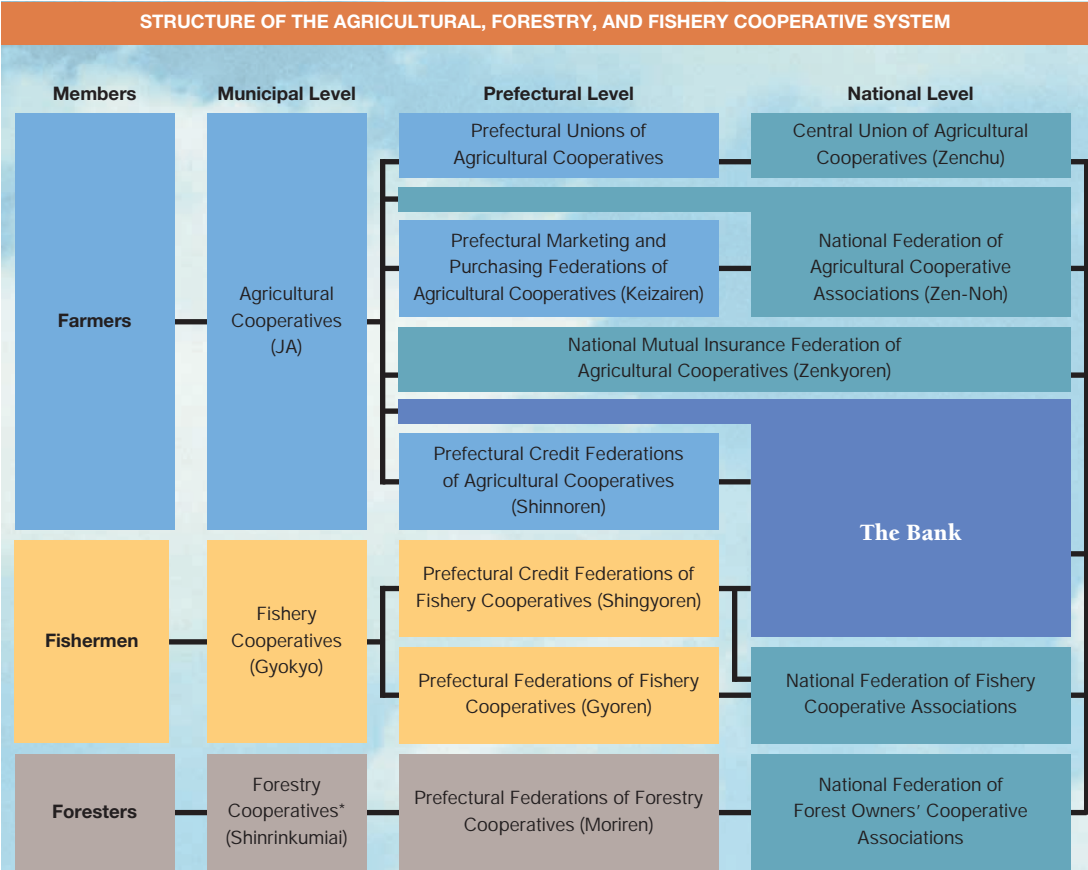 STRUCTURE OF THE AGRICULTURAL, FORESTRY, AND FISHERY COOPERATIVE SYSTEM
Members
Municipal Level
Prefectural Level
National Level
Farmers
Agricultural
Cooperatives
(JA)
Prefectural Unions of
Agricultural Cooperatives
Central Union of Agricultural
Cooperatives (Zenchu)
Prefectural Marketing and
Purchasing Federations of
Agricultural Cooperatives (Keizairen)
National Federation of
Agricultural Cooperative
Associations (Zen-Noh)
National Mutual Insurance Federation of
Agricultural Cooperatives (Zenkyoren)
Prefectural Credit Federations
of Agricultural Cooperatives
(Shinnoren)
The Bank
Fishermen
Fishery
Cooperatives
(Gyokyo)
Prefectural Credit Federations of
Fishery Cooperatives (Shingyoren)
Prefectural Federations of Fishery
Cooperatives (Gyoren)
National Federation of Fishery
Cooperative Associations
Foresters
Forestry
Cooperatives*
(Shinrinkumiai)
Prefectural Federations of Forestry
Cooperatives (Moriren)
National Federation of
Forest Owners' Cooperative
Associations